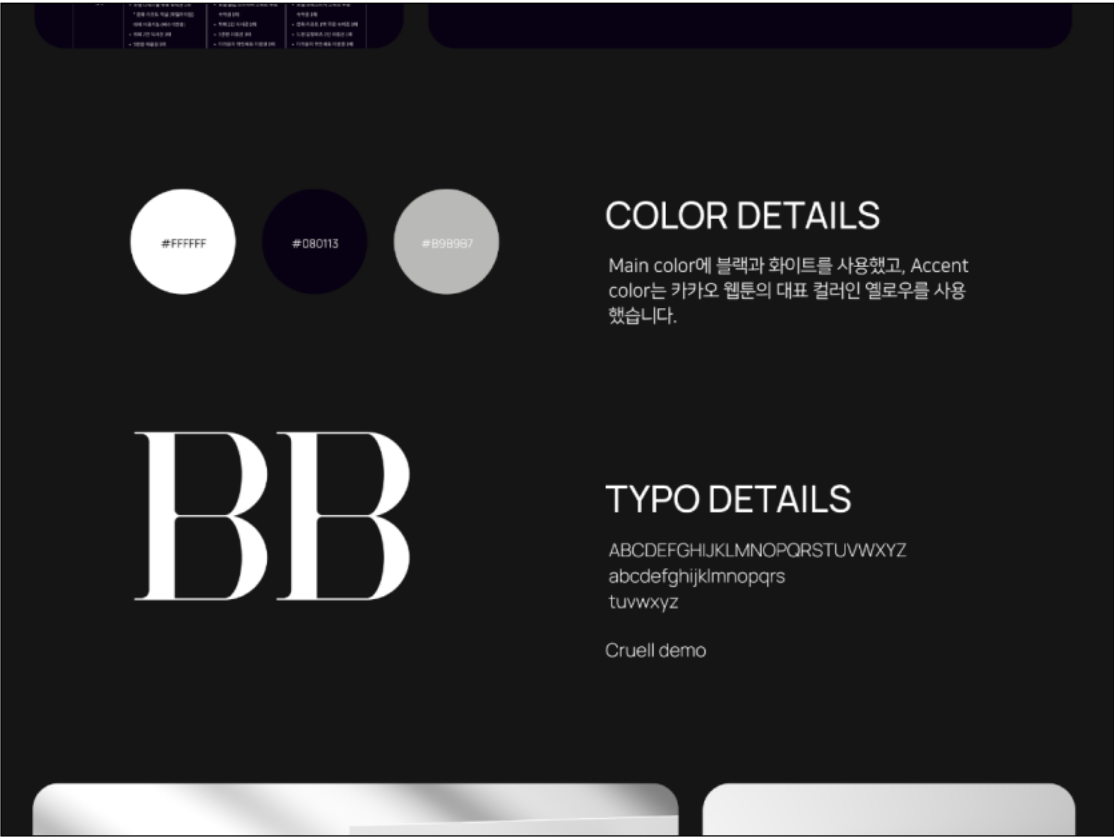 #FFFFFF
#080113
#B9B9B7
COLOR DETAILS
Main color에 블랙과 화이트를 사용했고, Accent
color는 카카오 웹툰의 대표 컬러인 옐로우를 사용
했습니다.
BB
TYPO DETAILS
ABCDEFGHIJKLMNOPQRSTUVWXYZ
abcdefghijklmnopqrs
tuvwxyz
Cruell demo